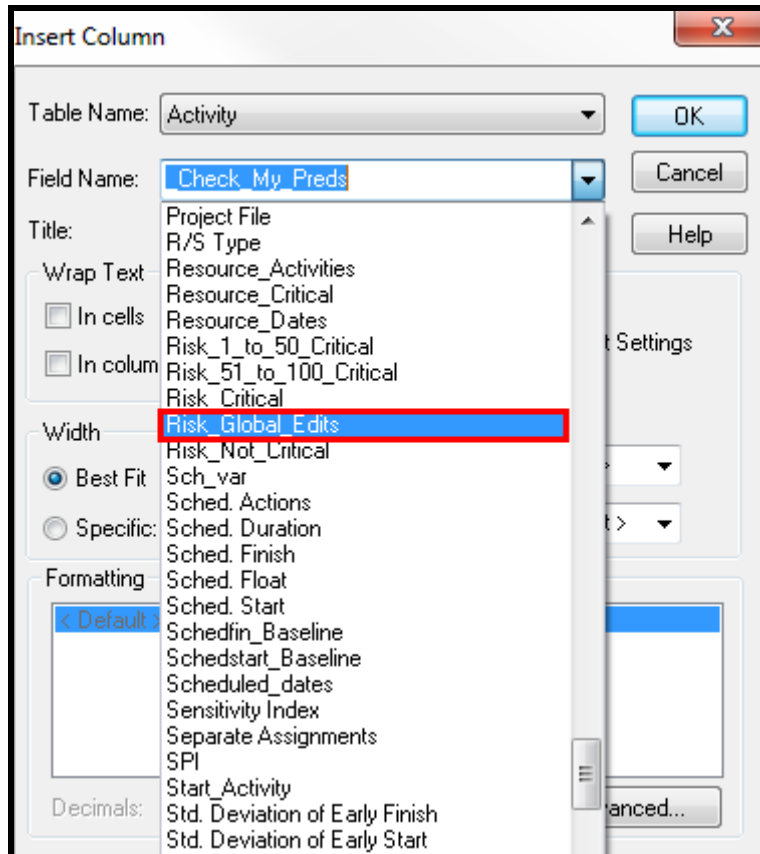 Insert Column
Table Name: Activity OK
Field Name: _Check_My_Preds Cancel
Title: Help
Project File
R/S Type
Wrap Text Resource_Activities
Resource_Critical
In cells Resource_Dates
Risk_1_to_50_Critical t Settings
In colum Risk_51_to_100_Critical
Risk_Critical
Width Risk_Global_Edits
Risk_Not_Critical
Best Fit Sch_var
Sched. Actions
Specific: Sched. Duration t >
Sched. Finish
Formatting Sched. Float
< Default > Sched. Start
Schedfin_Baseline
Schedstart_Baseline
Scheduled_dates
Sensitivity Index
Separate Assignments
SPI
Start_Activity
Decimals: Std. Deviation of Early Finish anced...
Std. Deviation of Early Start